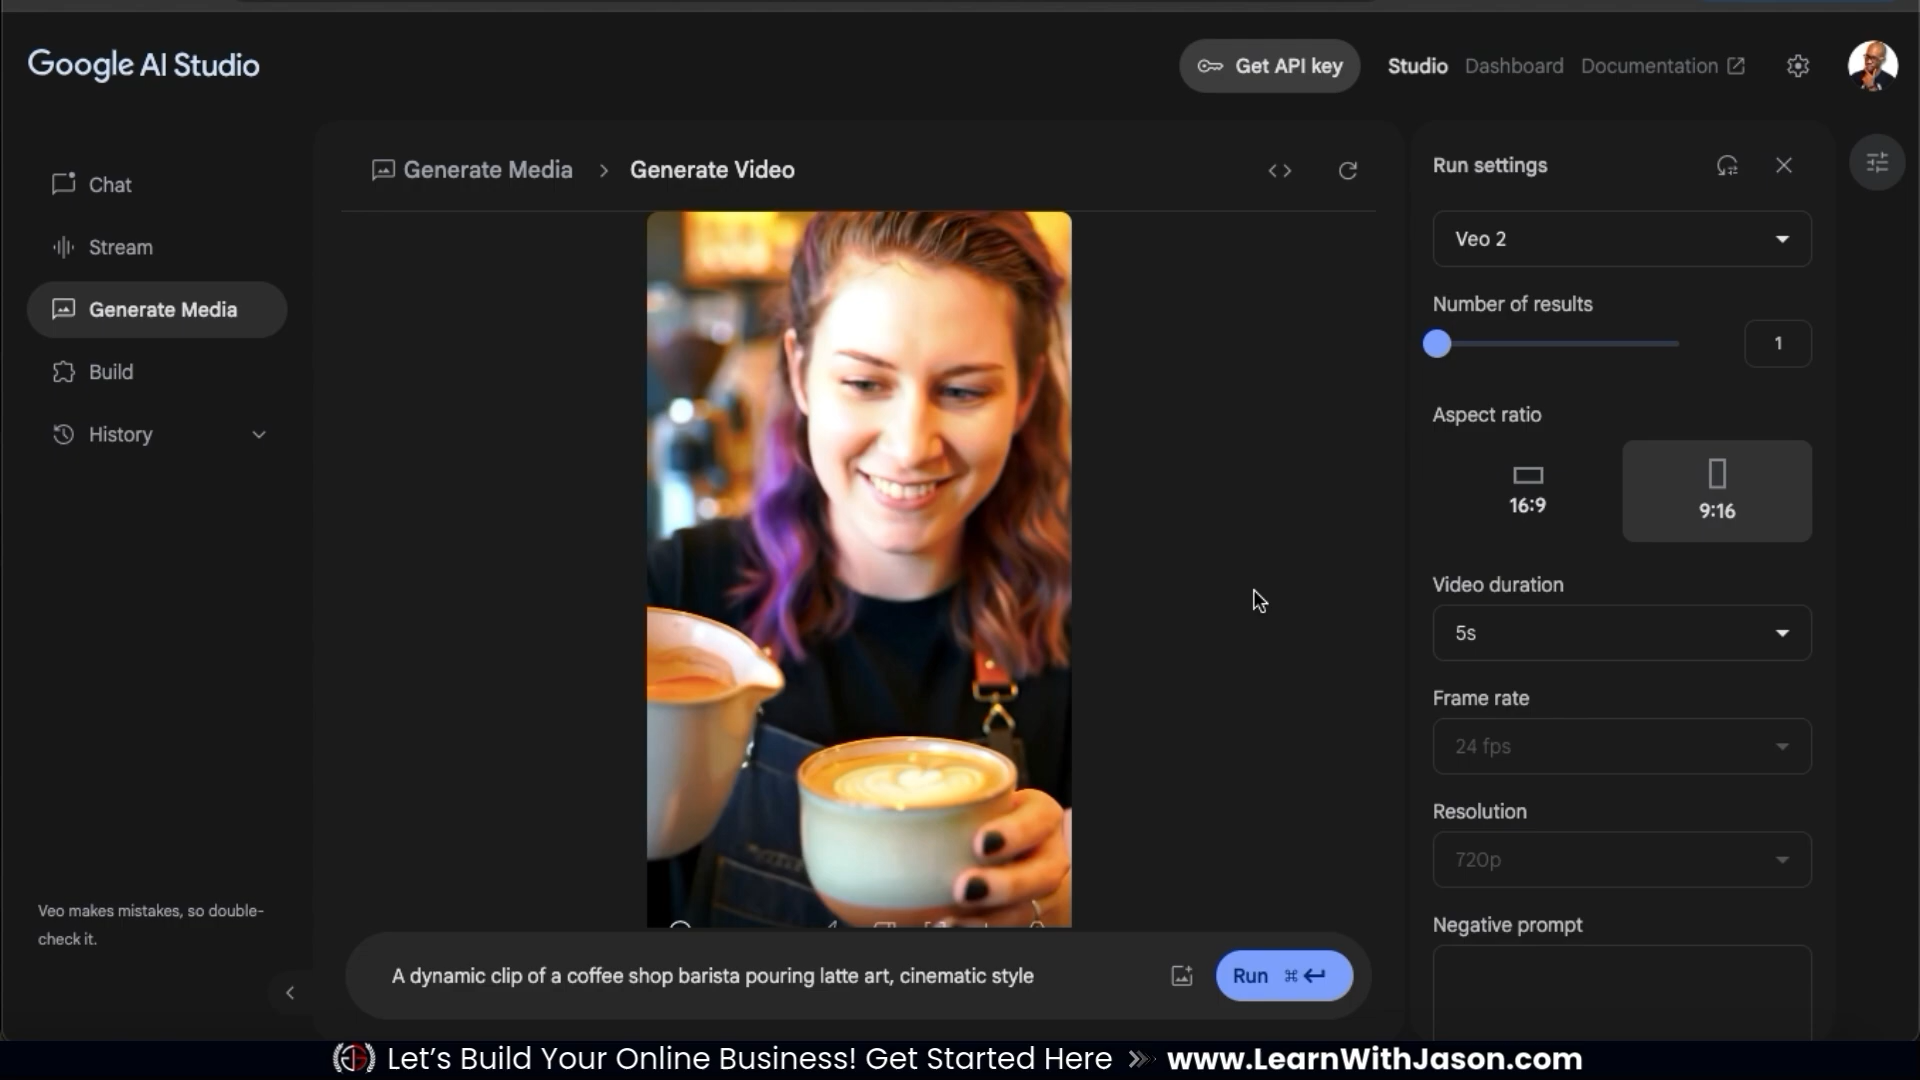 Google AI Studio
Get API key
Studio
Dashboard
Documentation
Chat
Stream
Generate Media
Build
History
Veo makes mistakes, so double-
check it.
Generate Media > Generate Video
A dynamic clip of a coffee shop barista pouring latte art, cinematic style
Run ⌘
Run settings
Veo 2
Number of results
1
Aspect ratio
16:9
9:16
Video duration
5s
Frame rate
24 fps
Resolution
720p
Negative prompt
Let's Build Your Online Business! Get Started Here www.LearnWithJason.com